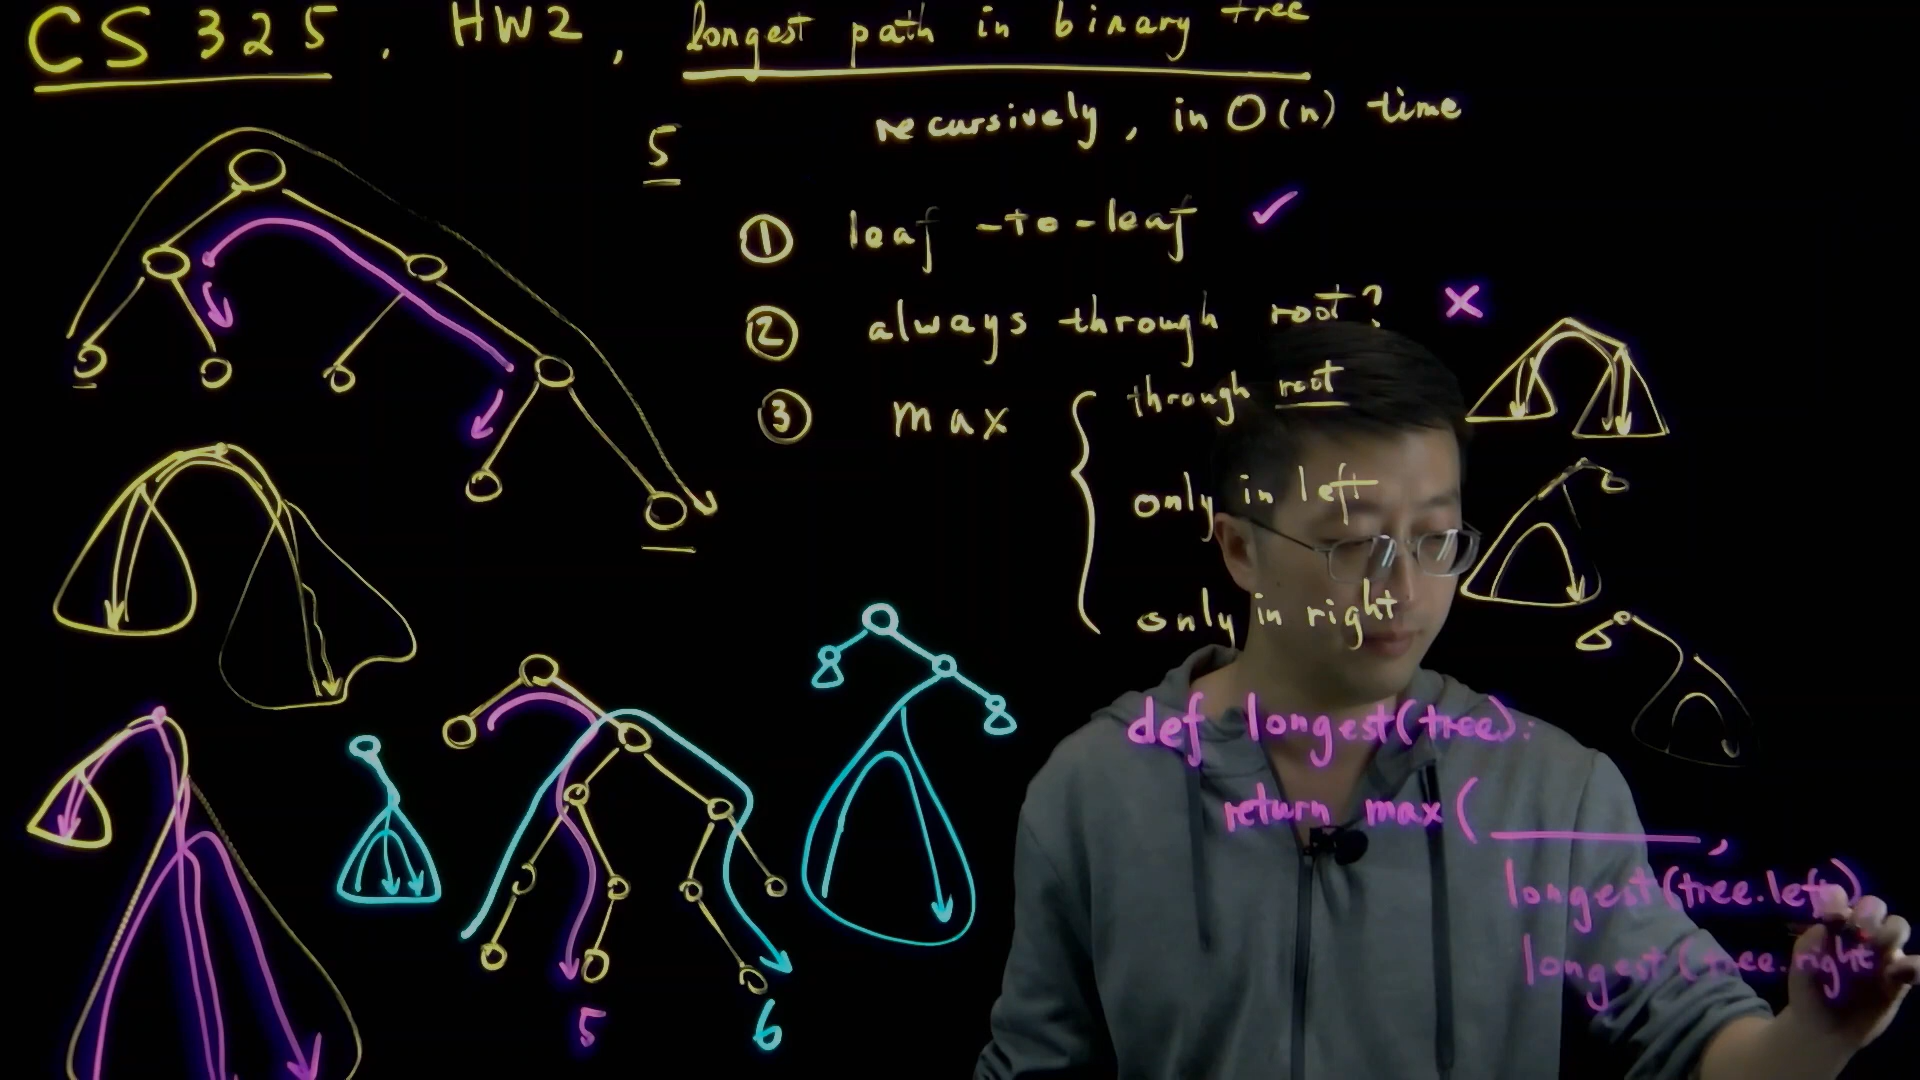 CS 325, HW2, longest path in binary tree
recursively, in O(n) time
5
① leaf-to-leaf ✓
② always through root? ×
③ max { through root
only in left
only in right
def longest(tree):
return max( ________,
longest(tree.left)
longest(tree.right
5
6